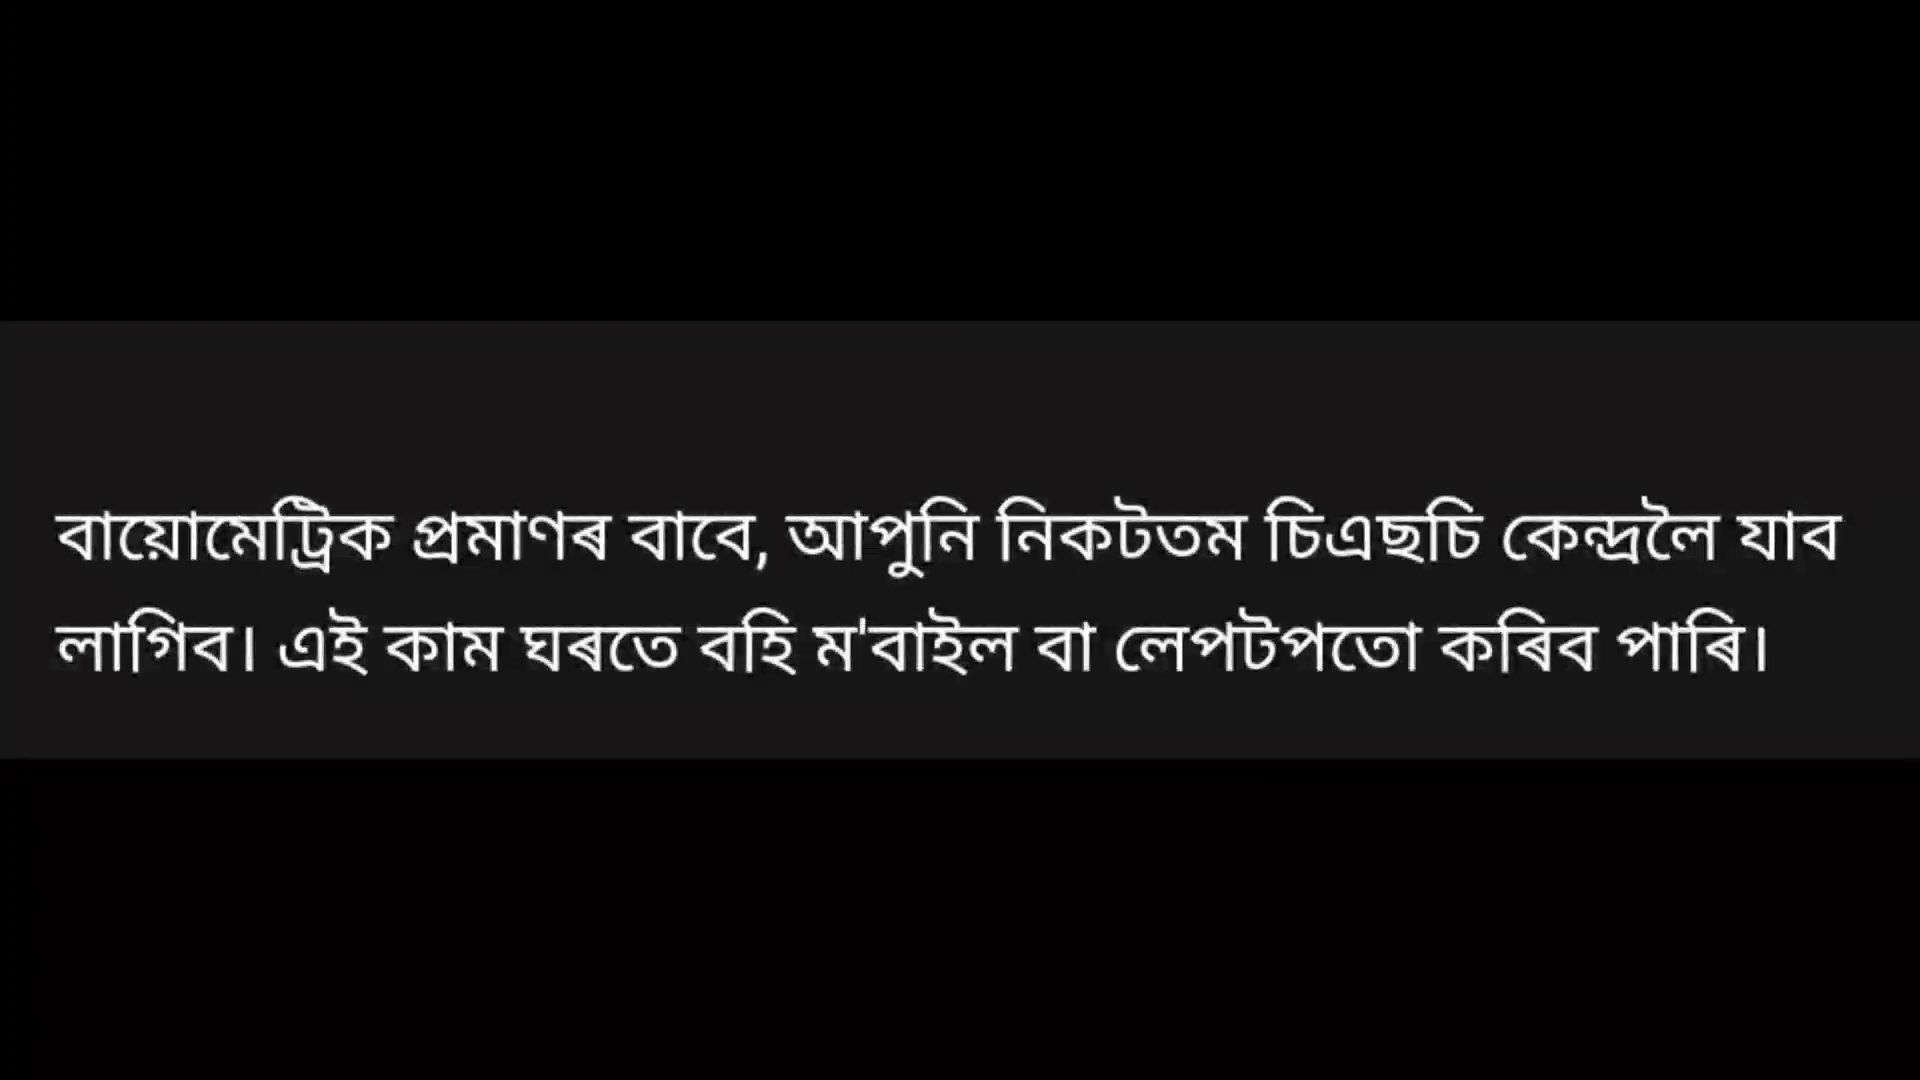 বায়োমেট্ৰিক প্ৰমাণৰ বাবে, আপুনি নিকটতম চিএছচি কেন্দ্ৰলৈ যাব
লাগিব। এই কাম ঘৰতে বহি ম'বাইল বা লেপটপতো কৰিব পাৰি।